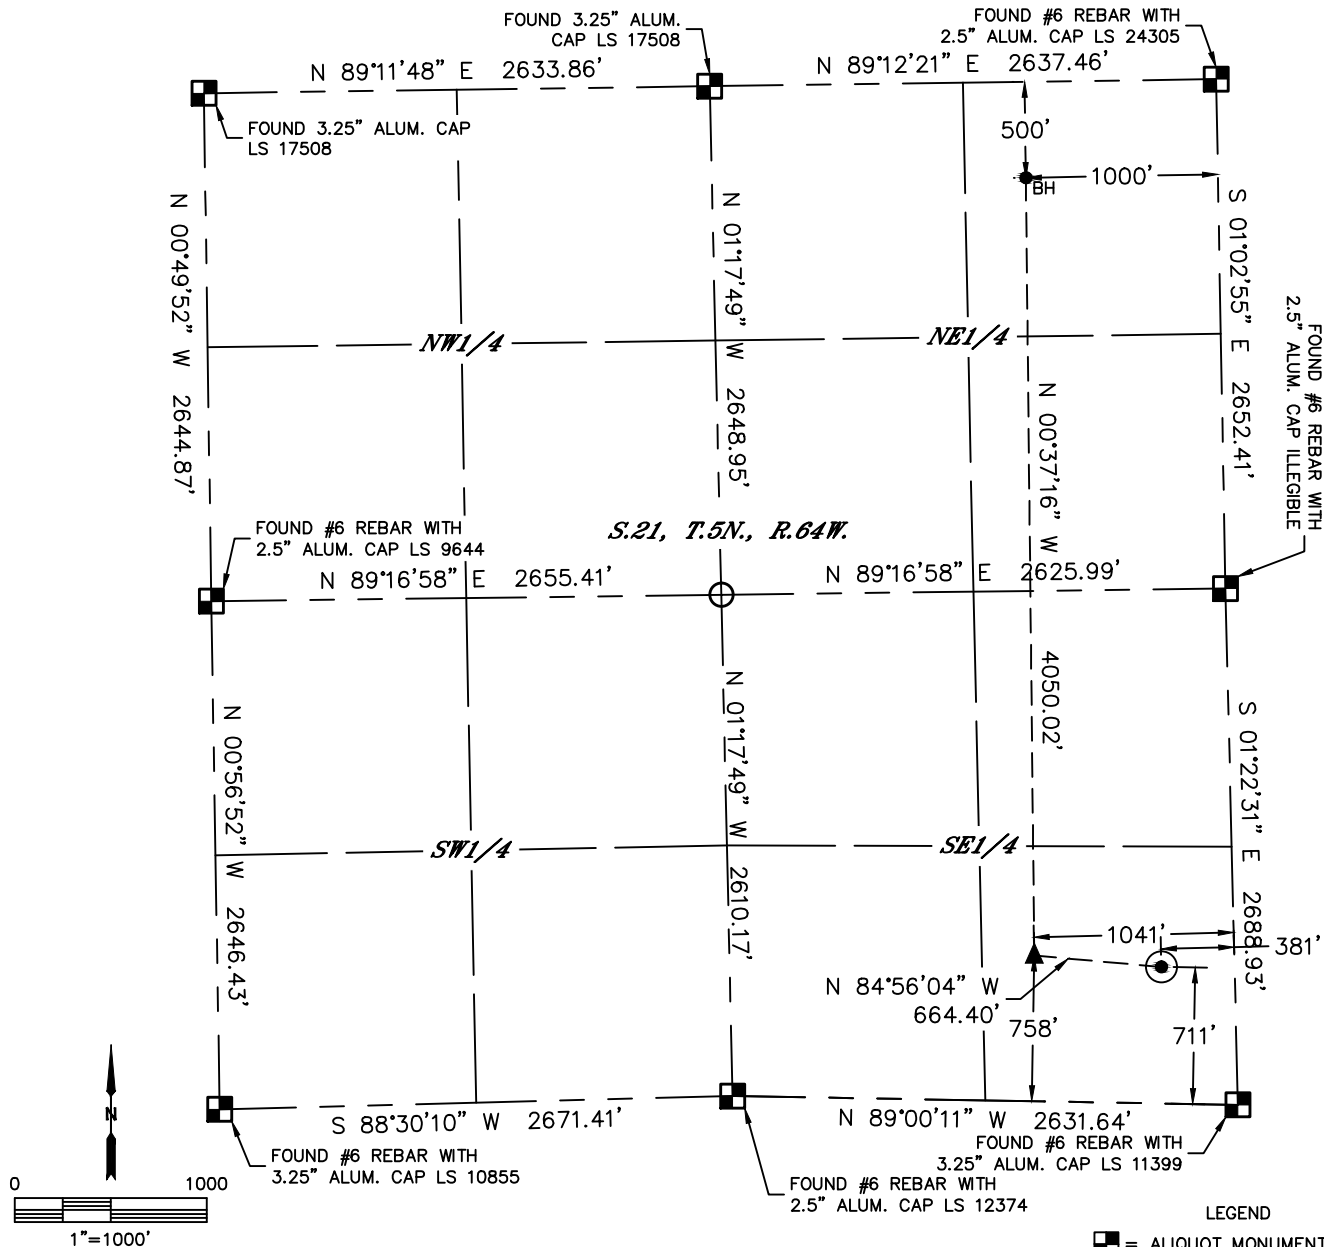 FOUND 3.25" ALUM.
CAP LS 17508
FOUND #6 REBAR WITH
2.5" ALUM. CAP LS 24305
N 89°11'48" E 2633.86'
N 89°12'21" E 2637.46'
FOUND 3.25" ALUM. CAP
LS 17508
500'
1000'
BH
N 00°49'52" W 2644.87'
N 01°17'49" W 2648.95'
S 01°02'55" E 2652.41'
FOUND #6 REBAR WITH
2.5" ALUM. CAP ILLEGIBLE
NW1/4
NE1/4
N 00°37'16" W 4050.02'
FOUND #6 REBAR WITH
2.5" ALUM. CAP LS 9644
S.21, T.5N., R.64W.
N 89°16'58" E 2655.41'
N 89°16'58" E 2625.99'
N 00°56'52" W 2646.43'
N 01°17'49" W 2610.17'
S 01°22'31" E 2688.93'
SW1/4
SE1/4
1041'
381'
N 84°56'04" W
664.40'
758'
711'
N
S 88°30'10" W 2671.41'
N 89°00'11" W 2631.64'
FOUND #6 REBAR WITH
3.25" ALUM. CAP LS 10855
FOUND #6 REBAR WITH
3.25" ALUM. CAP LS 11399
FOUND #6 REBAR WITH
2.5" ALUM. CAP LS 12374
0 1000
1"=1000'
LEGEND
= ALIQUOT MONUMENT